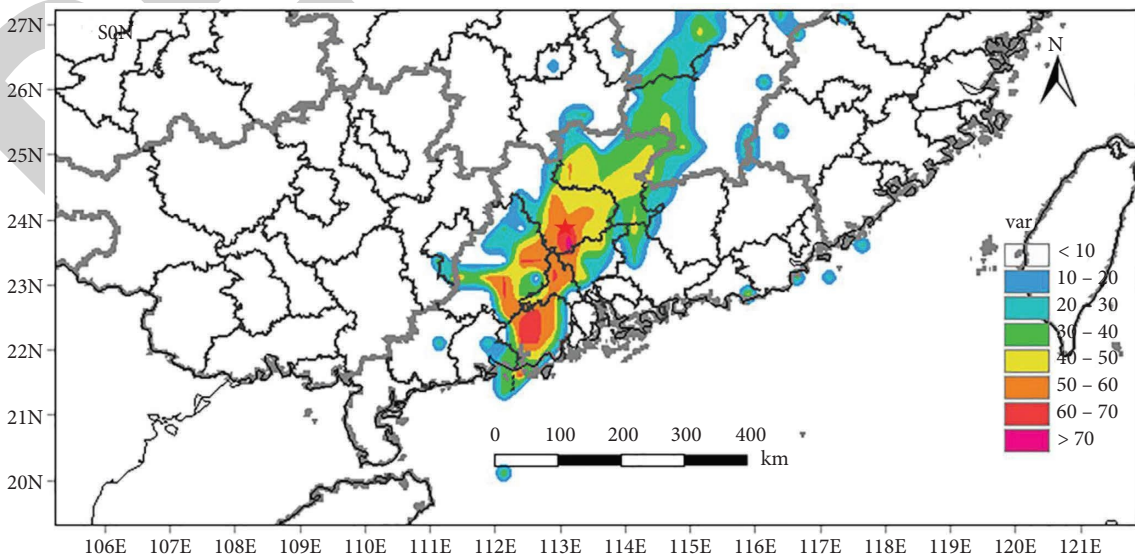 27N
26N
25N
24N
23N
22N
21N
20N
S0N
N
var
< 10
10 – 20
20 – 30
30 – 40
40 – 50
50 – 60
60 – 70
> 70
0 100 200 300 400
km
106E 107E 108E 109E 110E 111E 112E 113E 114E 115E 116E 117E 118E 119E 120E 121E